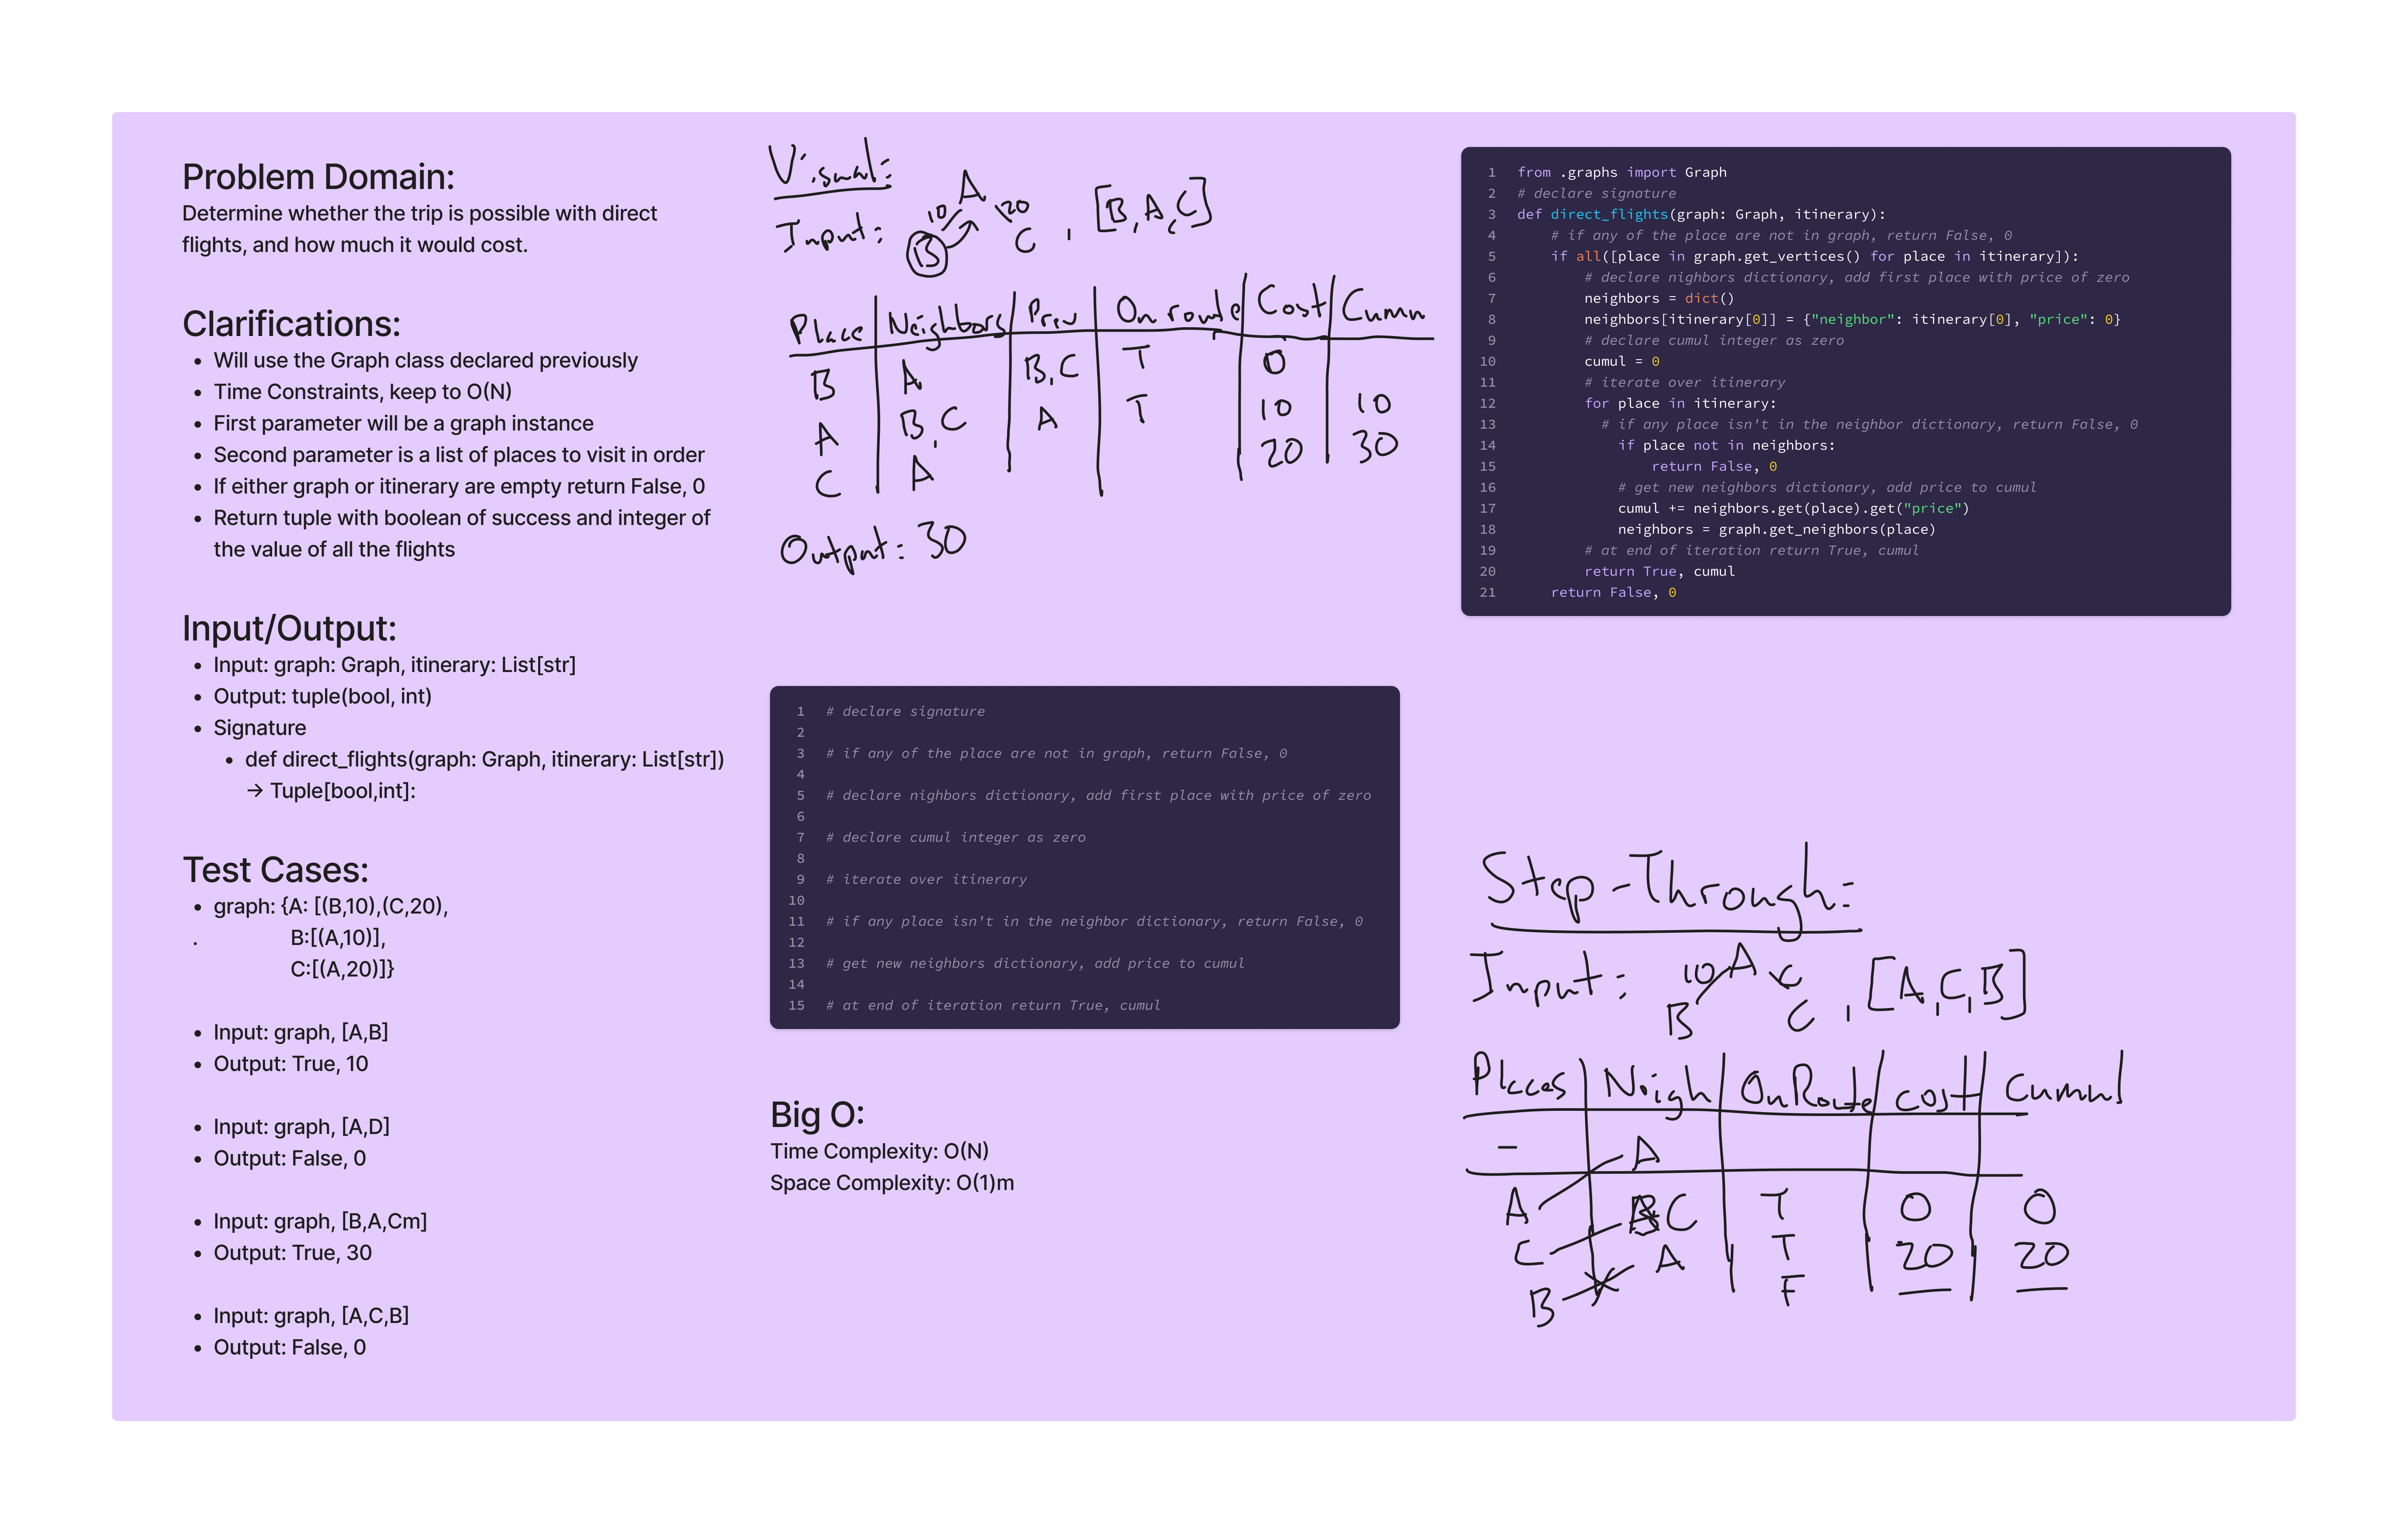 Problem Domain:
Determine whether the trip is possible with direct
flights, and how much it would cost.
Clarifications:
• Will use the Graph class declared previously
• Time Constraints, keep to O(N)
• First parameter will be a graph instance
• Second parameter is a list of places to visit in order
• If either graph or itinerary are empty return False, 0
• Return tuple with boolean of success and integer of
the value of all the flights
Input/Output:
• Input: graph: Graph, itinerary: List[str]
• Output: tuple(bool, int)
• Signature
• def direct_flights(graph: Graph, itinerary: List[str])
→ Tuple[bool,int]:
Test Cases:
• graph: {A: [(B,10),(C,20),
. B:[(A,10)],
C:[(A,20)]}
• Input: graph, [A,B]
• Output: True, 10
• Input: graph, [A,D]
• Output: False, 0
• Input: graph, [B,A,Cm]
• Output: True, 30
• Input: graph, [A,C,B]
• Output: False, 0
Visual:
Input: 10 A 20 B C , [B,A,C]
Place Neighbors Prev On route Cost Cumu
B A B,C T 0
A B,C A T 10 10
C A 20 30
Output: 30
1 # declare signature
2
3 # if any of the place are not in graph, return False, 0
4
5 # declare nighbors dictionary, add first place with price of zero
6
7 # declare cumul integer as zero
8
9 # iterate over itinerary
10
11 # if any place isn't in the neighbor dictionary, return False, 0
12
13 # get new neighbors dictionary, add price to cumul
14
15 # at end of iteration return True, cumul
Big O:
Time Complexity: O(N)
Space Complexity: O(1)m
1 from .graphs import Graph
2 # declare signature
3 def direct_flights(graph: Graph, itinerary):
4 # if any of the place are not in graph, return False, 0
5 if all([place in graph.get_vertices() for place in itinerary]):
6 # declare nighbors dictionary, add first place with price of zero
7 neighbors = dict()
8 neighbors[itinerary[0]] = {"neighbor": itinerary[0], "price": 0}
9 # declare cumul integer as zero
10 cumul = 0
11 # iterate over itinerary
12 for place in itinerary:
13 # if any place isn't in the neighbor dictionary, return False, 0
14 if place not in neighbors:
15 return False, 0
16 # get new neighbors dictionary, add price to cumul
17 cumul += neighbors.get(place).get("price")
18 neighbors = graph.get_neighbors(place)
19 # at end of iteration return True, cumul
20 return True, cumul
21 return False, 0
Step-Through:
Input: 10 A B C , [A,C,B]
Places Neigh OnRoute cost Cumul
- A
A C T 0 0
C A T 20 20
B F